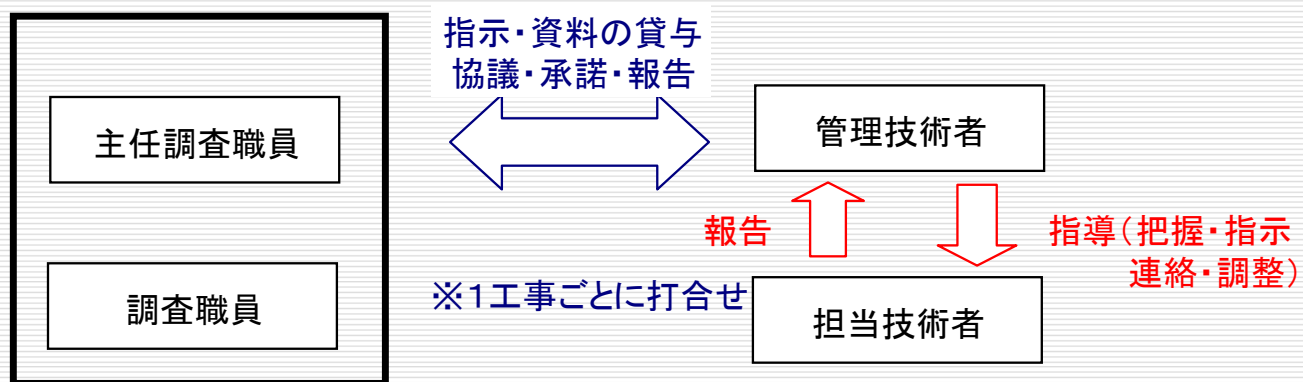 指示・資料の貸与
協議・承諾・報告
主任調査職員
管理技術者
報告
指導（把握・指示
連絡・調整）
調査職員
※１工事ごとに打合せ
担当技術者